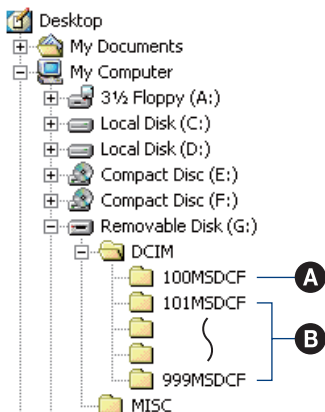 Desktop
My Documents
My Computer
3½ Floppy (A:)
Local Disk (C:)
Local Disk (D:)
Compact Disc (E:)
Compact Disc (F:)
Removable Disk (G:)
DCIM
100MSDCF A
101MSDCF
B
999MSDCF
MISC